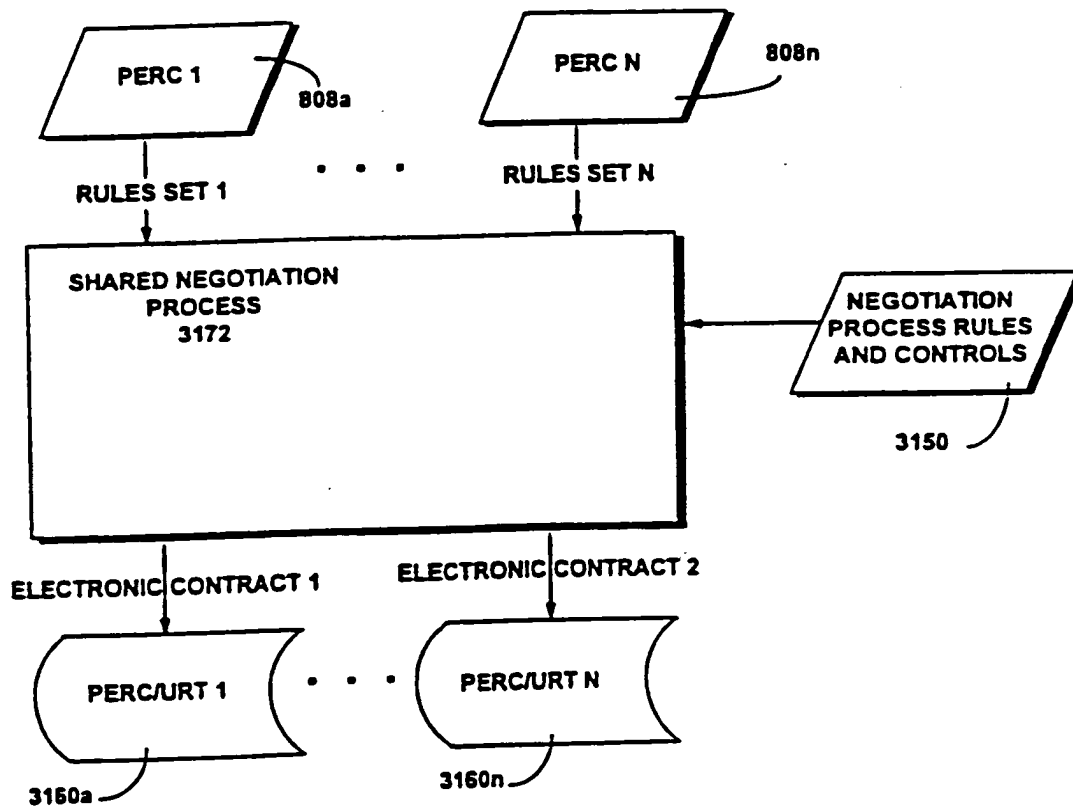 PERC 1
808a
PERC N
808n
RULES SET 1
RULES SET N
SHARED NEGOTIATION
PROCESS
3172
NEGOTIATION
PROCESS RULES
AND CONTROLS
3150
ELECTRONIC CONTRACT 1
ELECTRONIC CONTRACT 2
PERC/URT 1
PERC/URT N
3160a
3160n